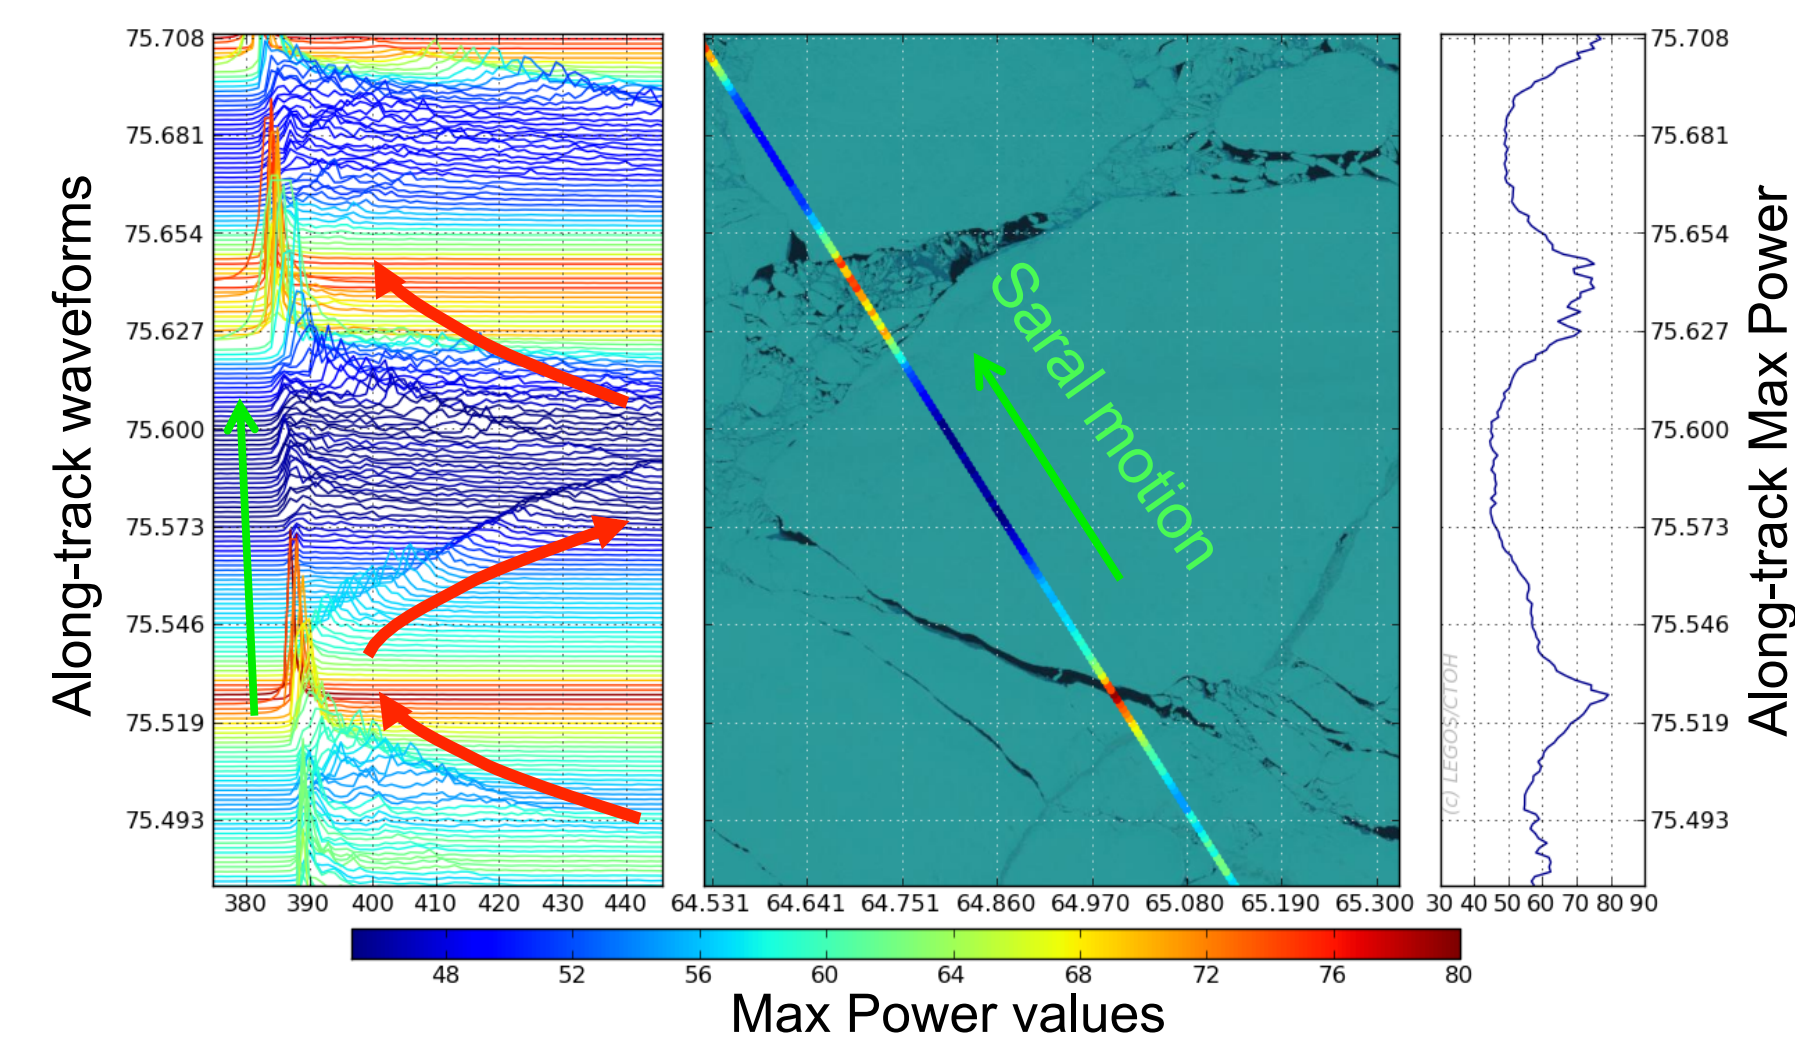 Along-track waveforms
75.708
75.681
75.654
75.627
75.600
75.573
75.546
75.519
75.493
380 390 400 410 420 430 440
Saral motion
64.531 64.641 64.751 64.860 64.970 65.080 65.190 65.300
(c) LEGOS/CTOH
30 40 50 60 70 80 90
75.708
75.681
75.654
75.627
75.600
75.573
75.546
75.519
75.493
Along-track Max Power
48 52 56 60 64 68 72 76 80
Max Power values